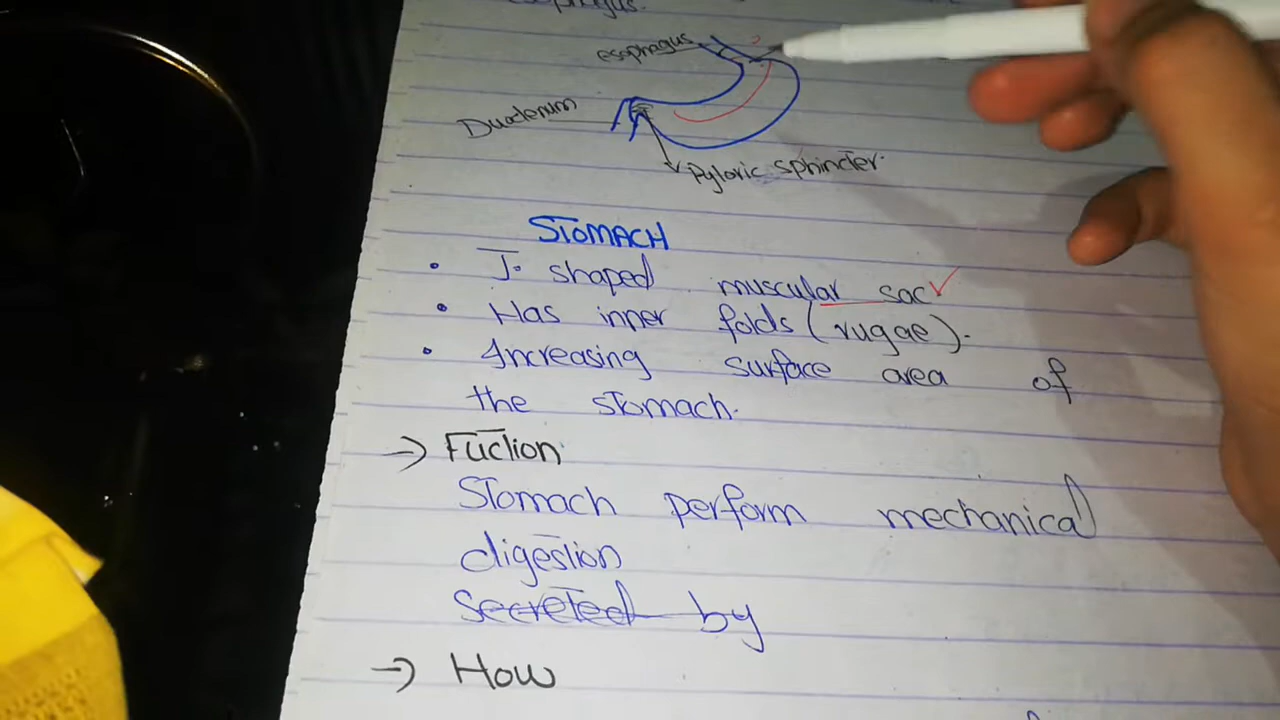 esophagus.
esophagus
Duodenum
Pyloric sphincter.
STOMACH
• J. shaped muscular sac ✓
• Has inner folds (rugae).
• Increasing surface area of
the stomach.
→ Fuction
Stomach perform mechanical
digestion
Secreted by
→ How